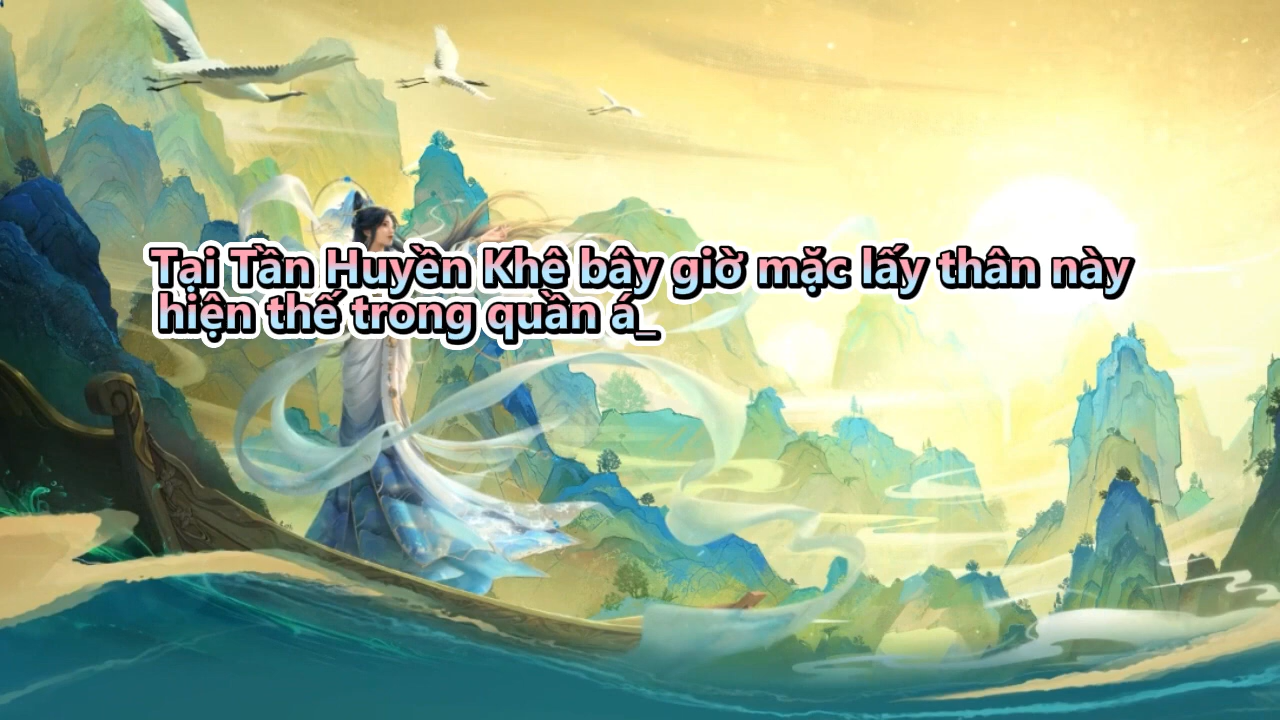 Tại Tần Huyền Khê bây giờ mặc lấy thân này
hiện thế trong quần á_